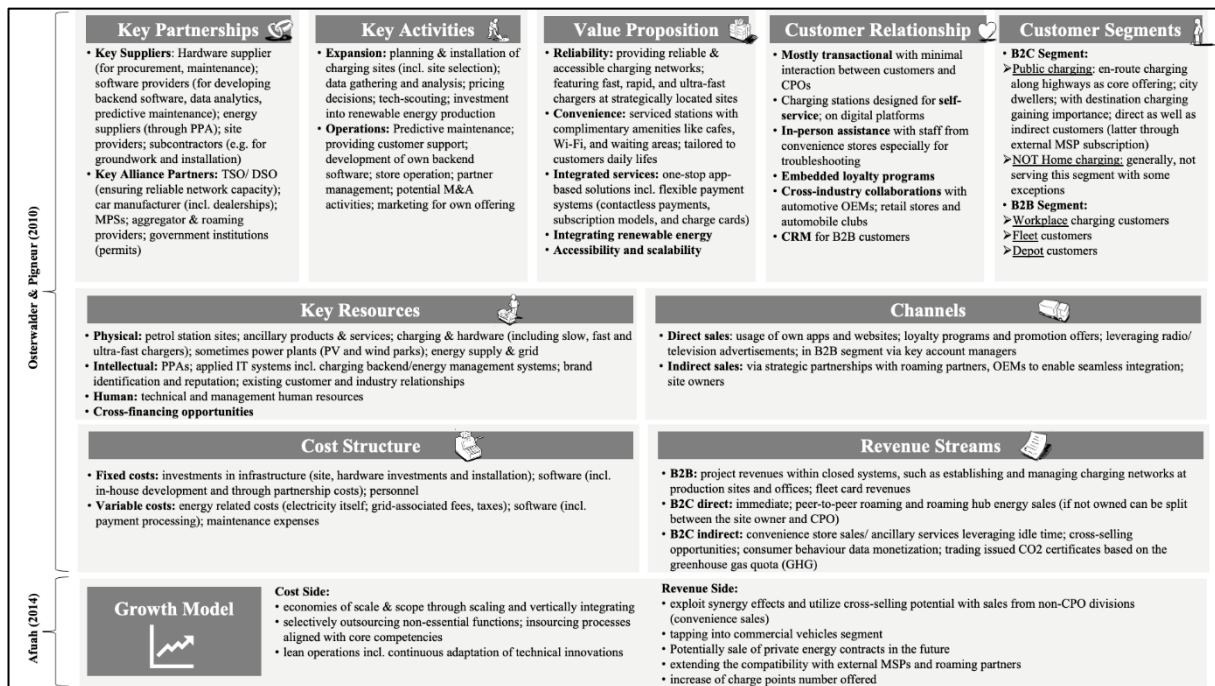 Key Partnerships
• Key Suppliers: Hardware supplier
(for procurement, maintenance);
software providers (for developing
backend software, data analytics,
predictive maintenance); energy
suppliers (through PPA); site
providers; subcontractors (e.g. for
groundwork and installation)
• Key Alliance Partners: TSO/ DSO
(ensuring reliable network capacity);
car manufacturer (incl. dealerships);
MPSs; aggregator & roaming
providers; government institutions
(permits)
Key Activities
• Expansion: planning & installation of
charging sites (incl. site selection);
data gathering and analysis; pricing
decisions; tech-scouting; investment
into renewable energy production
• Operations: Predictive maintenance;
providing customer support;
development of own backend
software; store operation; partner
management; potential M&A
activities; marketing for own offering
Value Proposition
• Reliability: providing reliable &
accessible charging networks;
featuring fast, rapid, and ultra-fast
chargers at strategically located sites
• Convenience: serviced stations with
complimentary amenities like cafes,
Wi-Fi, and waiting areas; tailored to
customers daily lifes
• Integrated services: one-stop app-
based solutions incl. flexible payment
systems (contactless payments,
subscription models, and charge cards)
• Integrating renewable energy
• Accessibility and scalability
Customer Relationship
• Mostly transactional with minimal
interaction between customers and
CPOs
• Charging stations designed for self-
service; on digital platforms
• In-person assistance with staff from
convenience stores especially for
troubleshooting
• Embedded loyalty programs
• Cross-industry collaborations with
automotive OEMs; retail stores and
automobile clubs
• CRM for B2B customers
Customer Segments
• B2C Segment:
➢Public charging: en-route charging
along highways as core offering; city
dwellers; with destination charging
gaining importance; direct as well as
indirect customers (latter through
external MSP subscription)
➢NOT Home charging: generally, not
serving this segment with some
exceptions
• B2B Segment:
➢Workplace charging customers
➢Fleet customers
➢Depot customers
Osterwalder & Pigneur (2010)
Key Resources
• Physical: petrol station sites; ancillary products & services; charging & hardware (including slow, fast and
ultra-fast chargers); sometimes power plants (PV and wind parks); energy supply & grid
• Intellectual: PPAs; applied IT systems incl. charging backend/energy management systems; brand
identification and reputation; existing customer and industry relationships
• Human: technical and management human resources
• Cross-financing opportunities
Channels
• Direct sales: usage of own apps and websites; loyalty programs and promotion offers; leveraging radio/
television advertisements; in B2B segment via key account managers
• Indirect sales: via strategic partnerships with roaming partners, OEMs to enable seamless integration;
site owners
Cost Structure
• Fixed costs: investments in infrastructure (site, hardware investments and installation); software (incl.
in-house development and through partnership costs); personnel
• Variable costs: energy related costs (electricity itself; grid-associated fees, taxes); software (incl.
payment processing); maintenance expenses
Revenue Streams
• B2B: project revenues within closed systems, such as establishing and managing charging networks at
production sites and offices; fleet card revenues
• B2C direct: immediate; peer-to-peer roaming and roaming hub energy sales (if not owned can be split
between the site owner and CPO)
• B2C indirect: convenience store sales/ ancillary services leveraging idle time; cross-selling
opportunities; consumer behaviour data monetization; trading issued CO2 certificates based on the
greenhouse gas quota (GHG)
Afuah (2014)
Growth Model
Cost Side:
• economies of scale & scope through scaling and vertically integrating
• selectively outsourcing non-essential functions; insourcing processes
aligned with core competencies
• lean operations incl. continuous adaptation of technical innovations
Revenue Side:
• exploit synergy effects and utilize cross-selling potential with sales from non-CPO divisions
(convenience sales)
• tapping into commercial vehicles segment
• Potentially sale of private energy contracts in the future
• extending the compatibility with external MSPs and roaming partners
• increase of charge points number offered